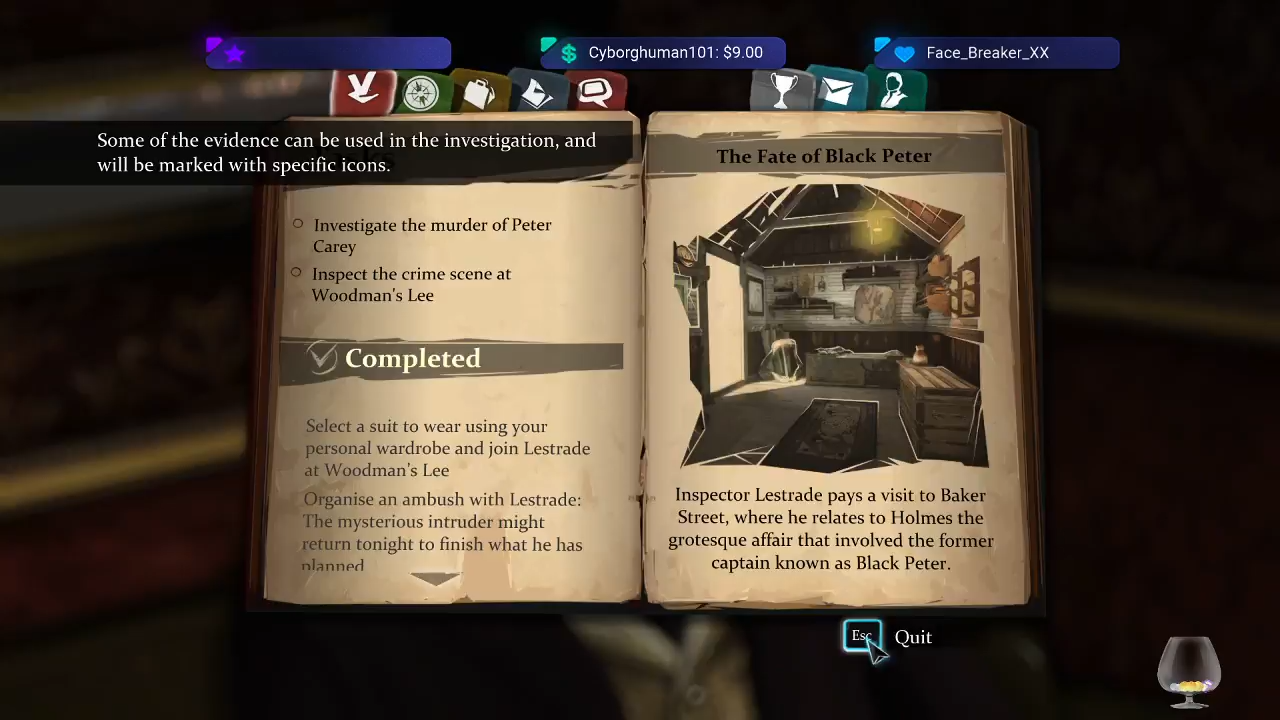 Cyborghuman101: $9.00
Face_Breaker_XX
Some of the evidence can be used in the investigation, and
will be marked with specific icons.
Investigate the murder of Peter
Carey
Inspect the crime scene at
Woodman's Lee
Completed
Select a suit to wear using your
personal wardrobe and join Lestrade
at Woodman's Lee
Organise an ambush with Lestrade:
The mysterious intruder might
return tonight to finish what he has
planned
The Fate of Black Peter
Inspector Lestrade pays a visit to Baker
Street, where he relates to Holmes the
grotesque affair that involved the former
captain known as Black Peter.
Esc Quit